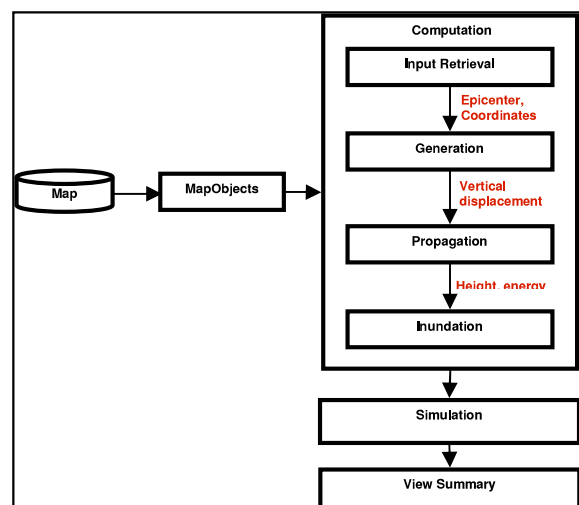 Computation
Input Retrieval
Epicenter,
Coordinates
Generation
Map
MapObjects
Vertical
displacement
Propagation
Height, energy
Inundation
Simulation
View Summary